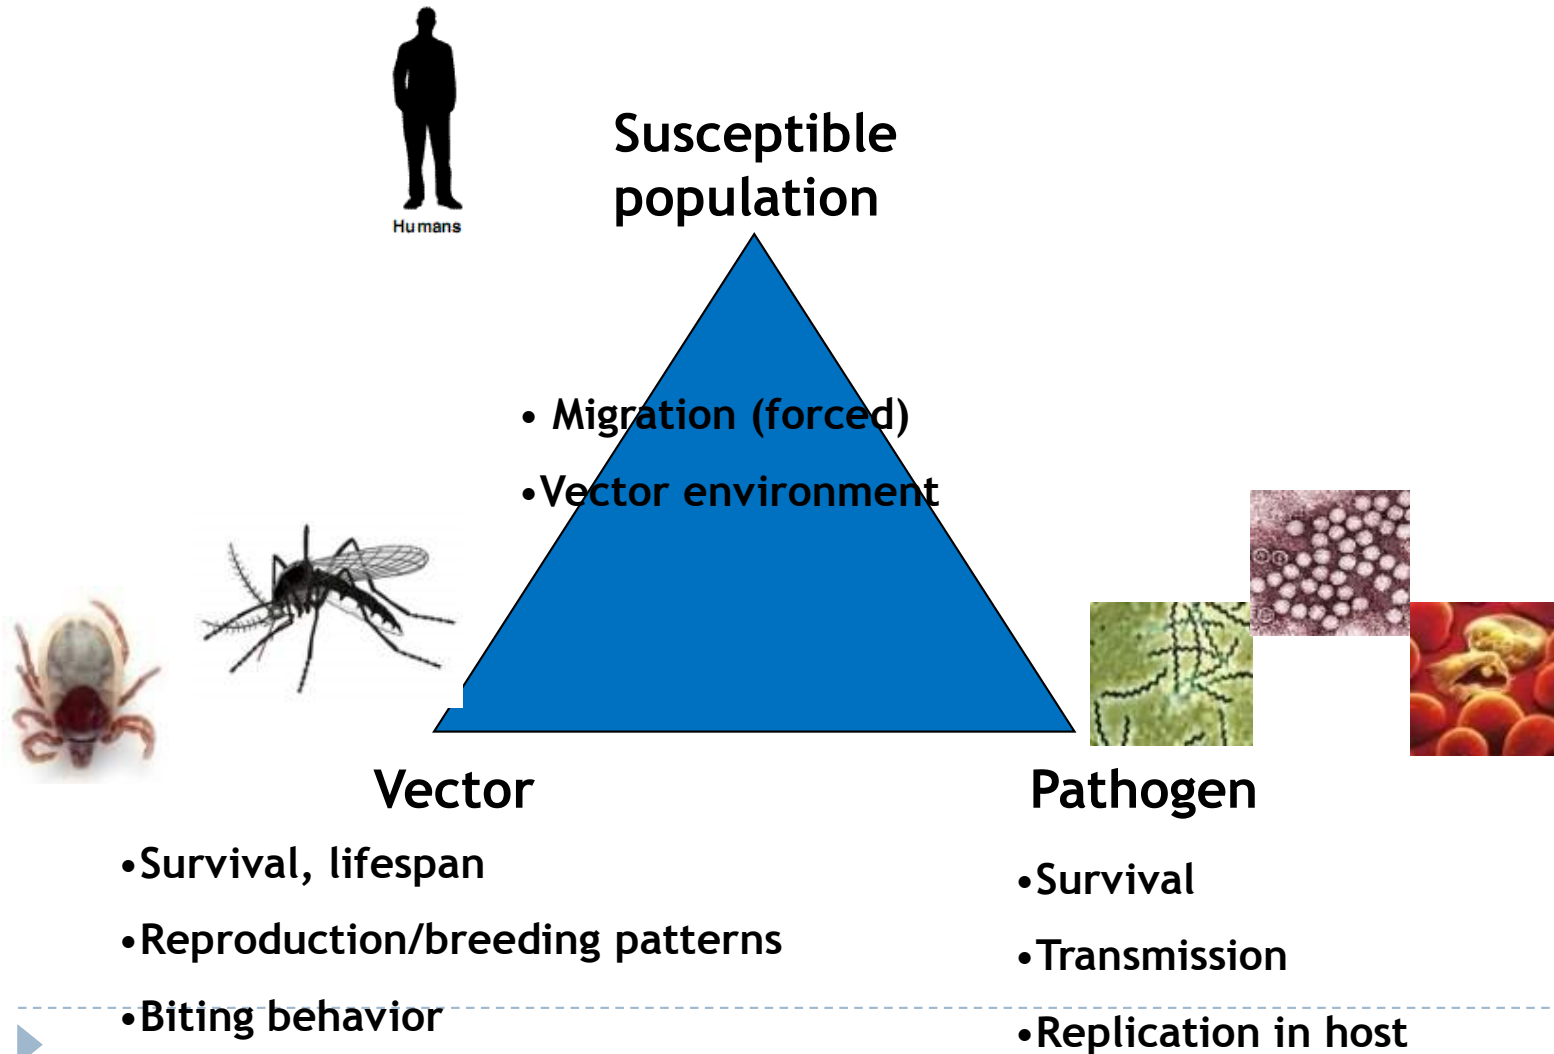 Humans
Susceptible
population
• Migration (forced)
•Vector environment
Vector
•Survival, lifespan
•Reproduction/breeding patterns
•Biting behavior
Pathogen
•Survival
•Transmission
•Replication in host